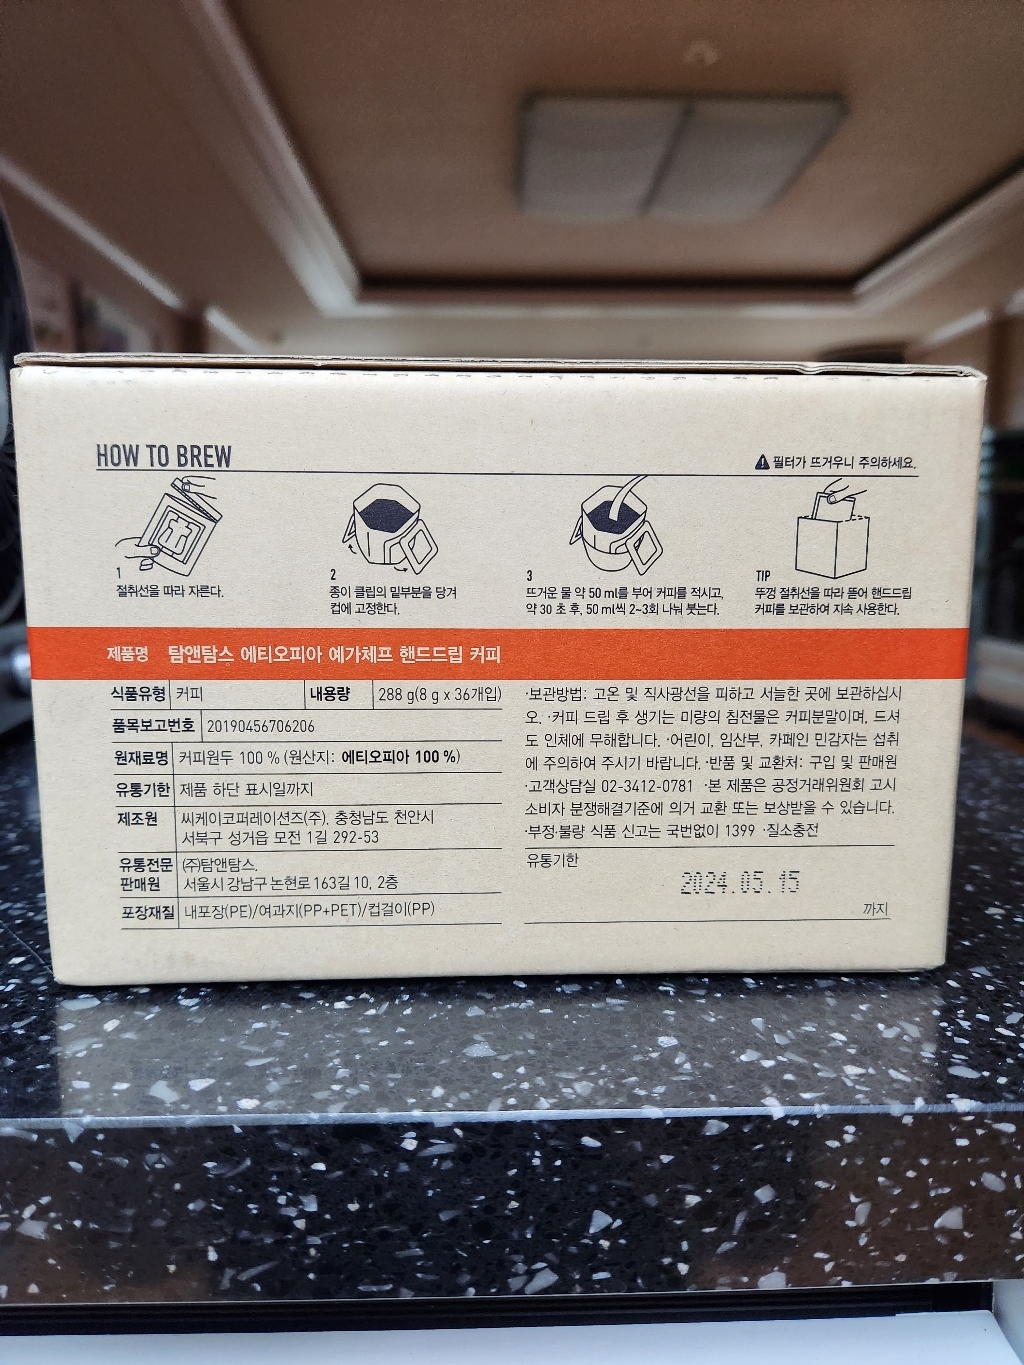 HOW TO BREW
⚠ 필터가 뜨거우니 주의하세요.
1
절취선을 따라 자른다.
2
종이 클립의 밑부분을 당겨
컵에 고정한다.
3
뜨거운 물 약 50 ml를 부어 커피를 적시고,
약 30 초 후, 50 ml씩 2~3회 나눠 붓는다.
TIP
뚜껑 절취선을 따라 뜯어 핸드드립
커피를 보관하여 지속 사용한다.
제품명 탐앤탐스 에티오피아 예가체프 핸드드립 커피
식품유형 커피 내용량 288 g(8 g x 36개입)
품목보고번호 20190456706206
원재료명 커피원두 100 % (원산지: 에티오피아 100 %)
유통기한 제품 하단 표시일까지
제조원 씨케이코퍼레이션즈(주), 충청남도 천안시
서북구 성거읍 모전 1길 292-53
유통전문 판매원 (주)탐앤탐스,
서울시 강남구 논현로 163길 10, 2층
포장재질 내포장(PE)/여과지(PP+PET)/컵걸이(PP)
·보관방법: 고온 및 직사광선을 피하고 서늘한 곳에 보관하십시
오. ·커피 드립 후 생기는 미량의 침전물은 커피분말이며, 드셔
도 인체에 무해합니다. ·어린이, 임산부, 카페인 민감자는 섭취
에 주의하여 주시기 바랍니다. ·반품 및 교환처: 구입 및 판매원
·고객상담실 02-3412-0781 ·본 제품은 공정거래위원회 고시
소비자 분쟁해결기준에 의거 교환 또는 보상받을 수 있습니다.
·부정·불량 식품 신고는 국번없이 1399 ·질소충전
유통기한
2024.05.15
까지